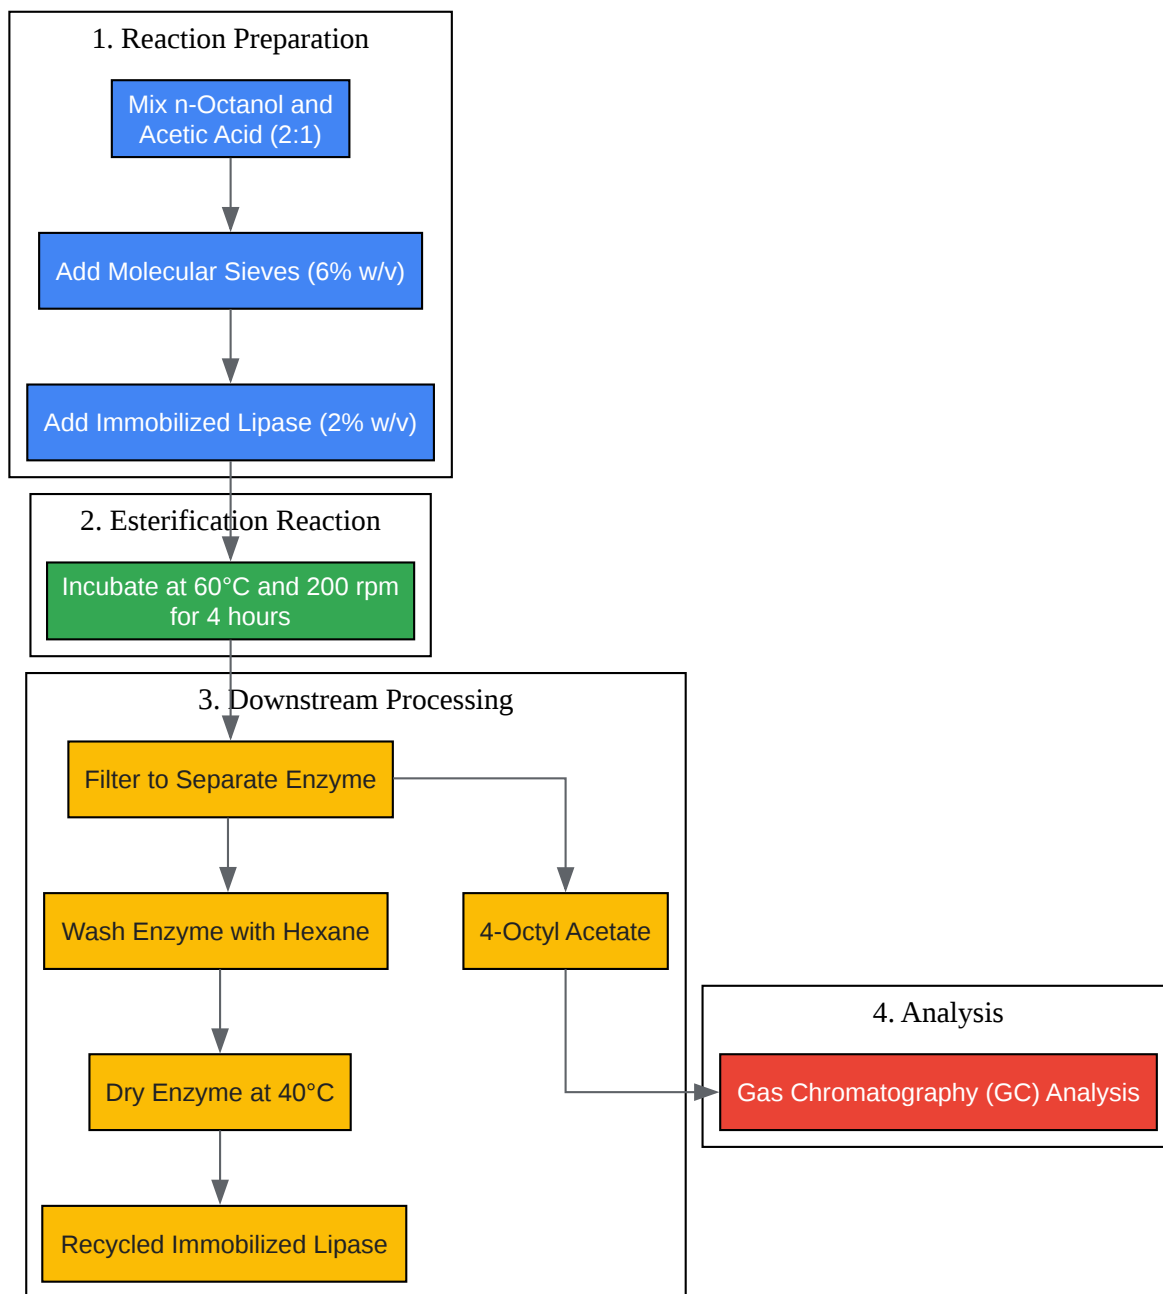 1. Reaction Preparation
Mix n-Octanol and
Acetic Acid (2:1)
Add Molecular Sieves (6% w/v)
Add Immobilized Lipase (2% w/v)
2. Esterification Reaction
Incubate at 60°C and 200 rpm
for 4 hours
3. Downstream Processing
Filter to Separate Enzyme
Wash Enzyme with Hexane
4-Octyl Acetate
4. Analysis
Dry Enzyme at 40°C
Gas Chromatography (GC) Analysis
Recycled Immobilized Lipase